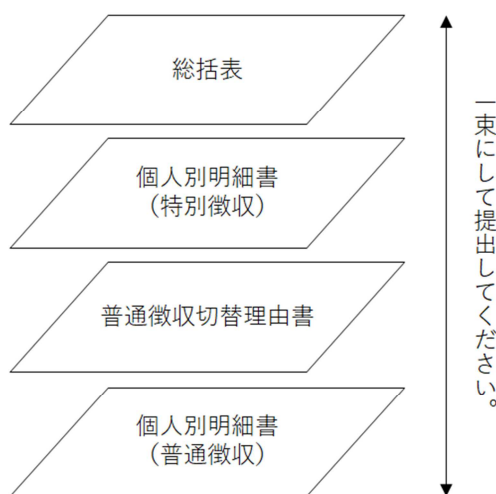 総括表
個人別明細書
（特別徴収）
普通徴収切替理由書
個人別明細書
（普通徴収）
一束にして提出してください。